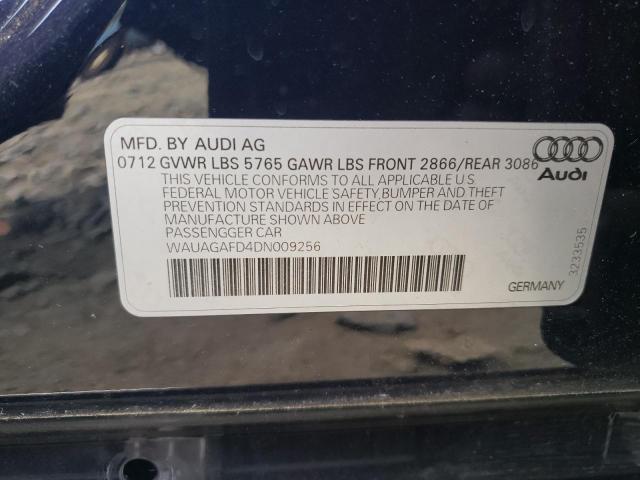 MFD. BY AUDI AG
0712 GVWR LBS 5765 GAWR LBS FRONT 2866/REAR 3086
THIS VEHICLE CONFORMS TO ALL APPLICABLE U S
FEDERAL MOTOR VEHICLE SAFETY,BUMPER AND THEFT
PREVENTION STANDARDS IN EFFECT ON THE DATE OF
MANUFACTURE SHOWN ABOVE
PASSENGGER CAR
WAUAGAFD4DN009256
Audi
3233535
GERMANY